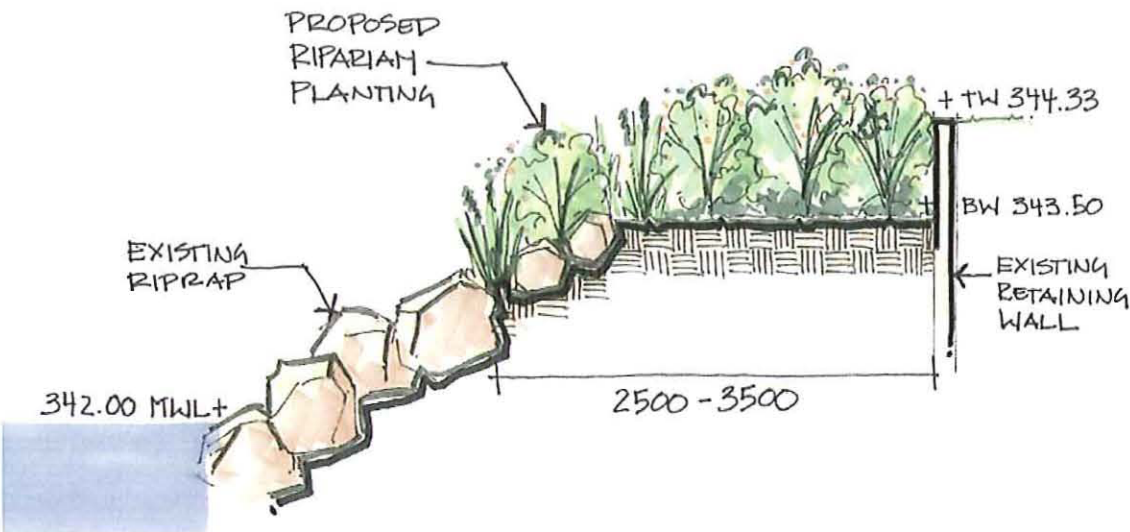 PROPOSED
RIPARIAN
PLANTING
+ TW 344.33
+ BW 343.50
EXISTING
RIPRAP
EXISTING
RETAINING
WALL
342.00 MWL+
2500 - 3500